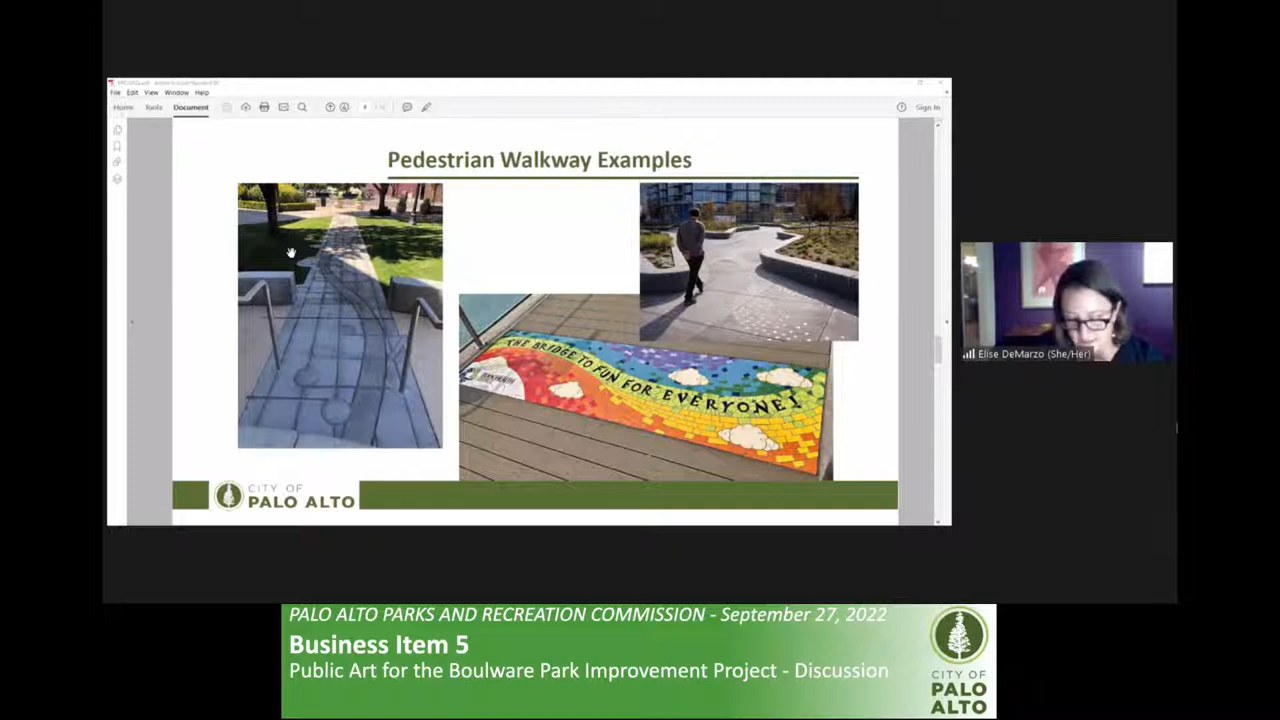 File Edit View Window Help
Home Tools Document
Sign In
Pedestrian Walkway Examples
THE BRIDGE TO FUN FOR EVERYONE!
CITY OF
PALO ALTO
Elise DeMarzo (She/Her)
PALO ALTO PARKS AND RECREATION COMMISSION - September 27, 2022
Business Item 5
Public Art for the Boulware Park Improvement Project - Discussion
CITY OF
PALO
ALTO